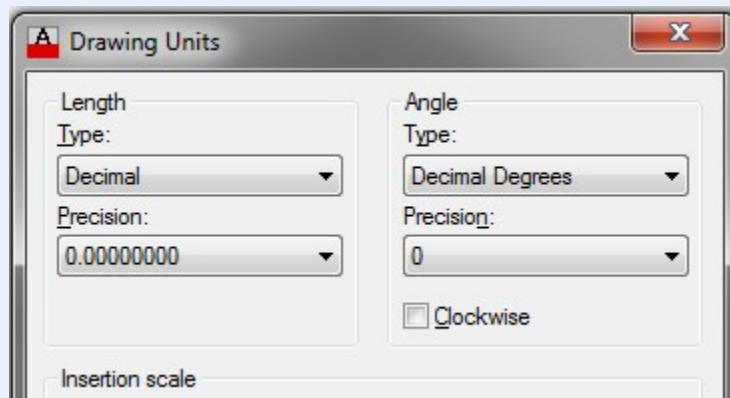 A Drawing Units
Length
Type:
Decimal
Precision:
0.00000000
Angle
Type:
Decimal Degrees
Precision:
0
Clockwise
Insertion scale